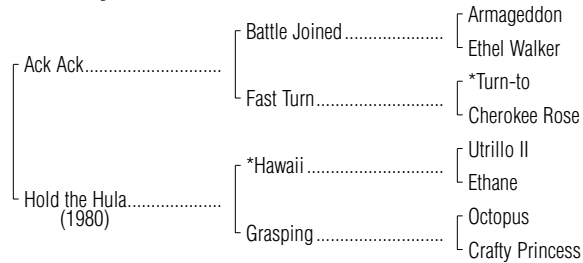 Armageddon
Battle Joined
Ethel Walker
Ack Ack
*Turn-to
Fast Turn
Cherokee Rose
Utrillo II
*Hawaii
Ethane
Hold the Hula
(1980)
Octopus
Grasping
Crafty Princess